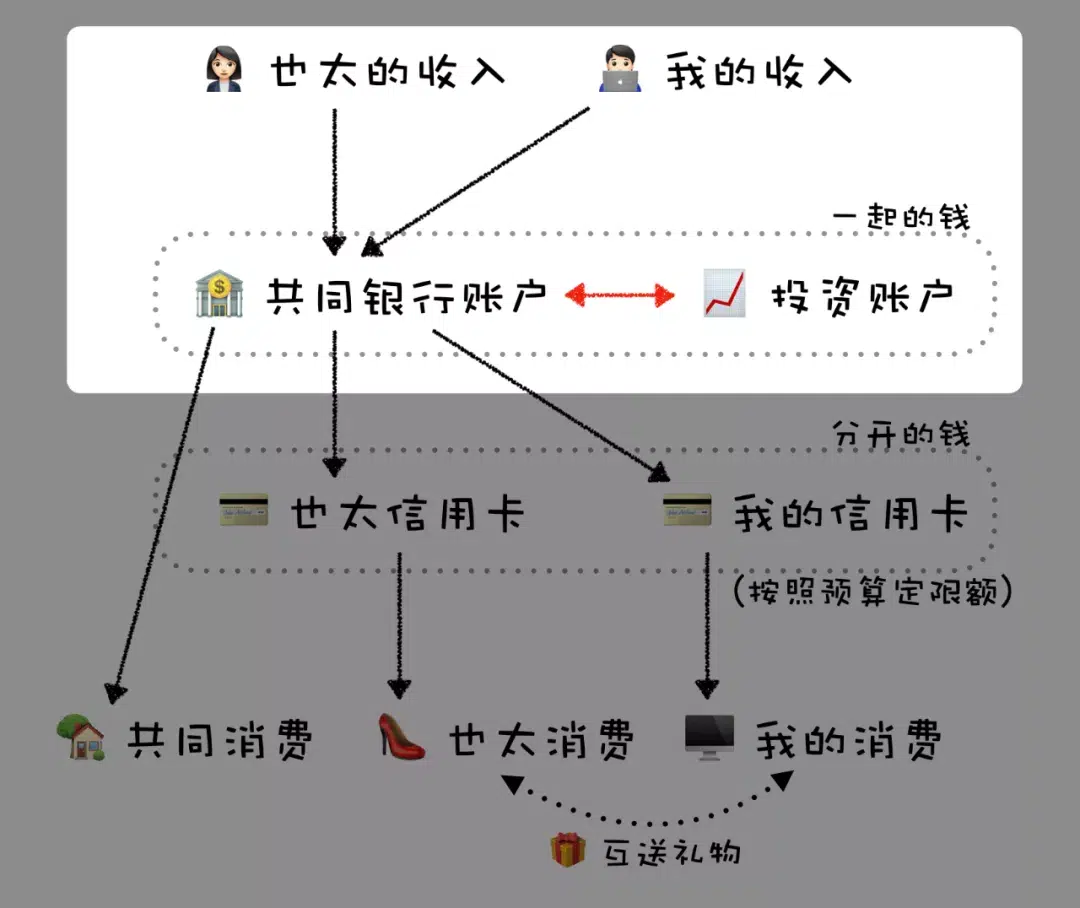 也太的收入
我的收入
一起的钱
共同银行账户
投资账户
分开的钱
也太信用卡
我的信用卡
(按照预算定限额)
共同消费
也太消费
我的消费
互送礼物